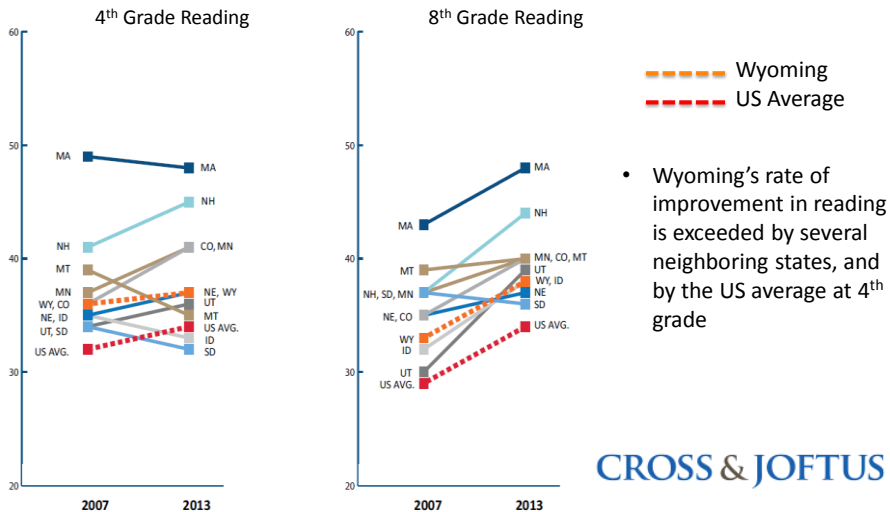 4th Grade Reading
60
50
40
30
20
MA
NH
MT
MN
WY, CO
NE, ID
UT, SD
US AVG.
MA
NH
CO, MN
NE, WY
UT
MT
US AVG.
ID
SD
2007 2013
8th Grade Reading
60
50
40
30
20
MA
MT
NH, SD, MN
NE, CO
WY
ID
UT
US AVG.
MA
NH
MN, CO, MT
UT
WY, ID
NE
SD
US AVG.
2007 2013
Wyoming
US Average
• Wyoming’s rate of
improvement in reading
is exceeded by several
neighboring states, and
by the US average at 4th
grade
CROSS & JOFTUS